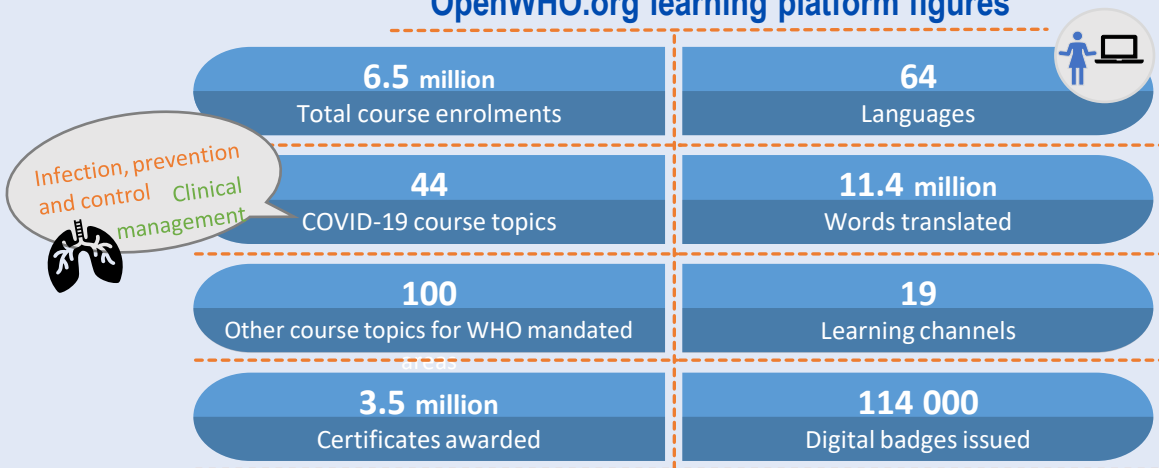 OpenWHO.org learning platform figures
6.5 million
Total course enrolments
64
Languages
Infection, prevention
and control Clinical
management
44
COVID-19 course topics
11.4 million
Words translated
100
Other course topics for WHO mandated
areas
19
Learning channels
3.5 million
Certificates awarded
114 000
Digital badges issued